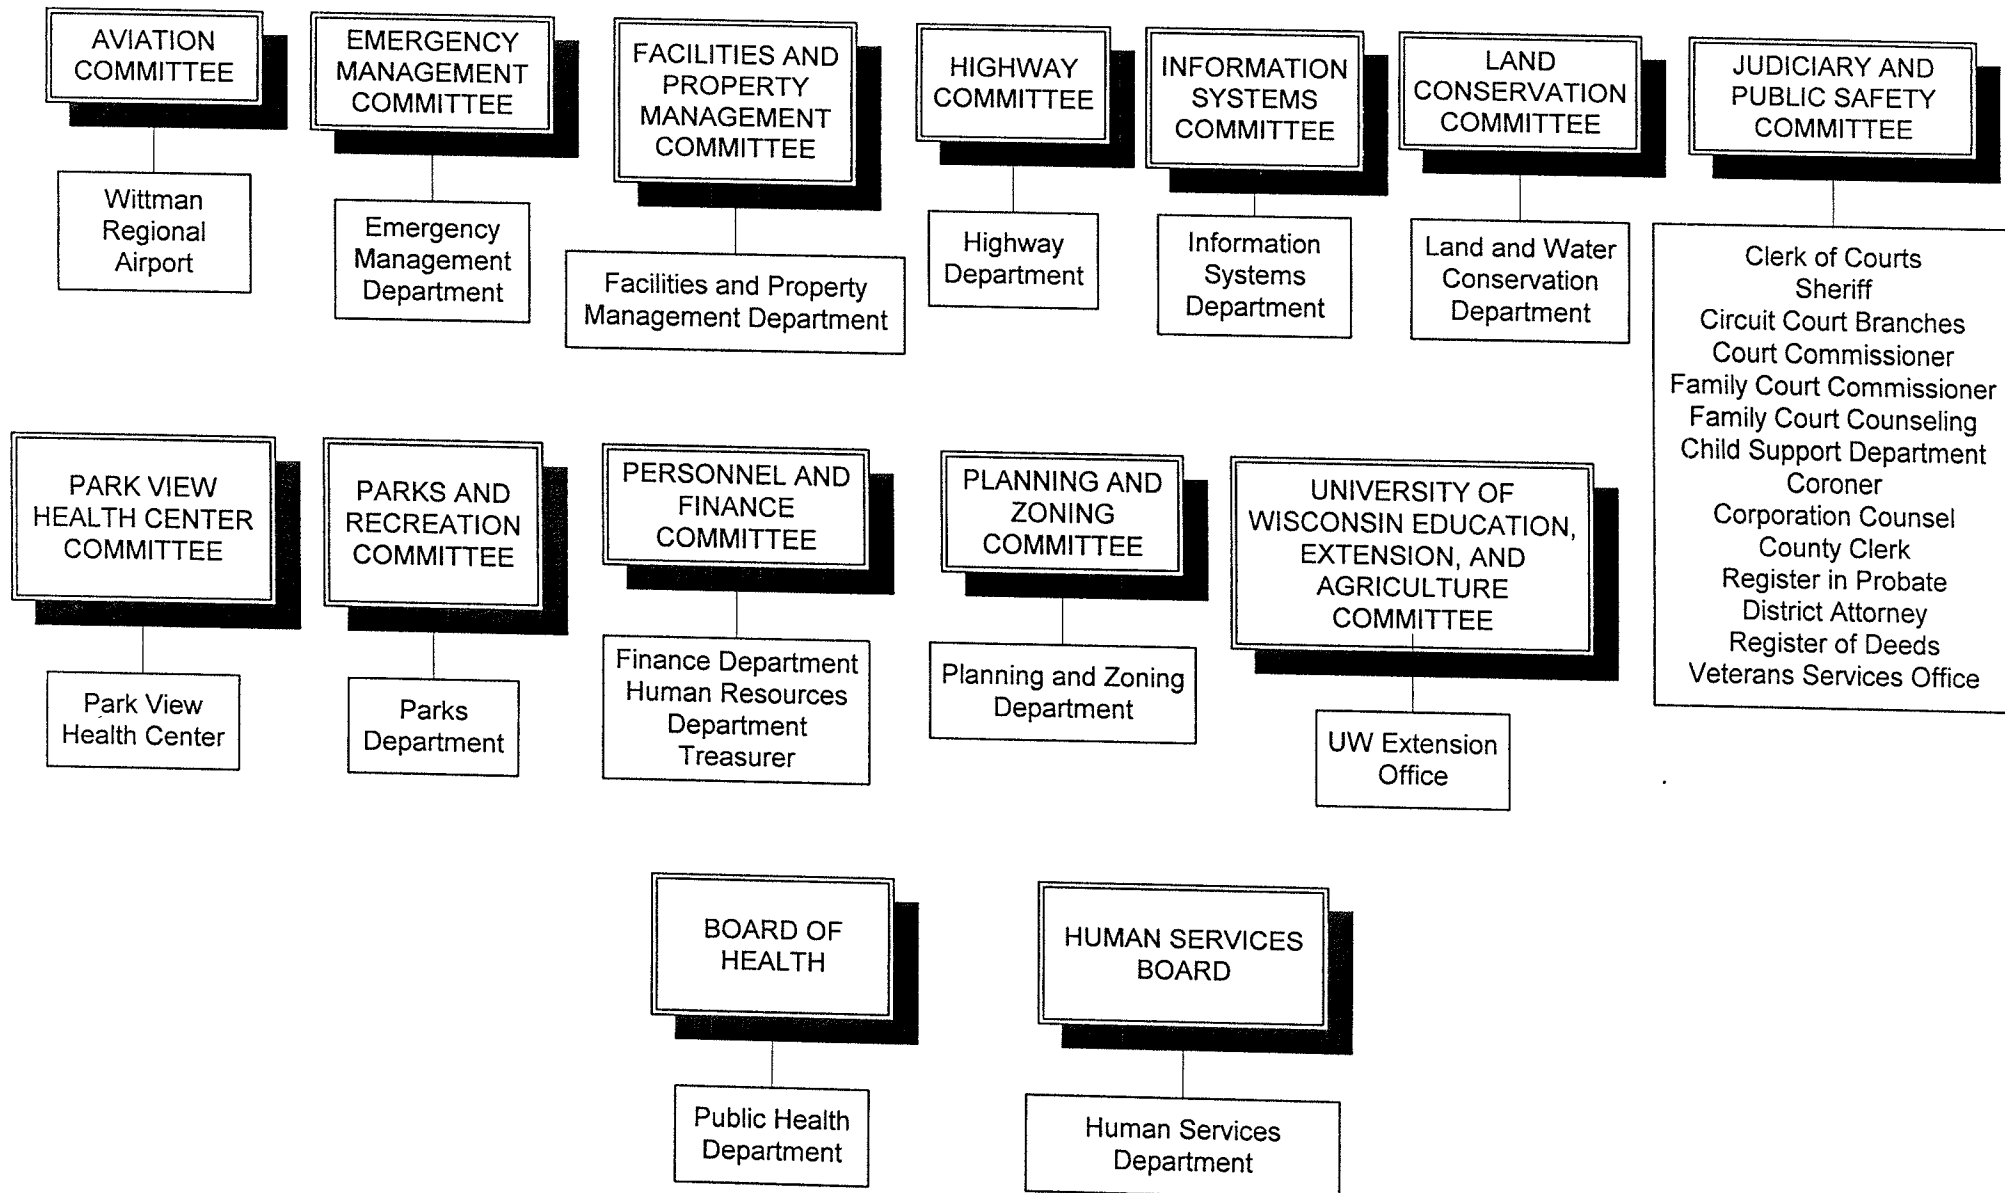 AVIATION
COMMITTEE
Wittman
Regional
Airport
EMERGENCY
MANAGEMENT
COMMITTEE
Emergency
Management
Department
FACILITIES AND
PROPERTY
MANAGEMENT
COMMITTEE
Facilities and Property
Management Department
HIGHWAY
COMMITTEE
Highway
Department
INFORMATION
SYSTEMS
COMMITTEE
Information
Systems
Department
LAND
CONSERVATION
COMMITTEE
Land and Water
Conservation
Department
JUDICIARY AND
PUBLIC SAFETY
COMMITTEE
Clerk of Courts
Sheriff
Circuit Court Branches
Court Commissioner
Family Court Commissioner
Family Court Counseling
Child Support Department
Coroner
Corporation Counsel
County Clerk
Register in Probate
District Attorney
Register of Deeds
Veterans Services Office
PARK VIEW
HEALTH CENTER
COMMITTEE
Park View
Health Center
PARKS AND
RECREATION
COMMITTEE
Parks
Department
PERSONNEL AND
FINANCE
COMMITTEE
Finance Department
Human Resources
Department
Treasurer
PLANNING AND
ZONING
COMMITTEE
Planning and Zoning
Department
UNIVERSITY OF
WISCONSIN EDUCATION,
EXTENSION, AND
AGRICULTURE
COMMITTEE
UW Extension
Office
BOARD OF
HEALTH
Public Health
Department
HUMAN SERVICES
BOARD
Human Services
Department